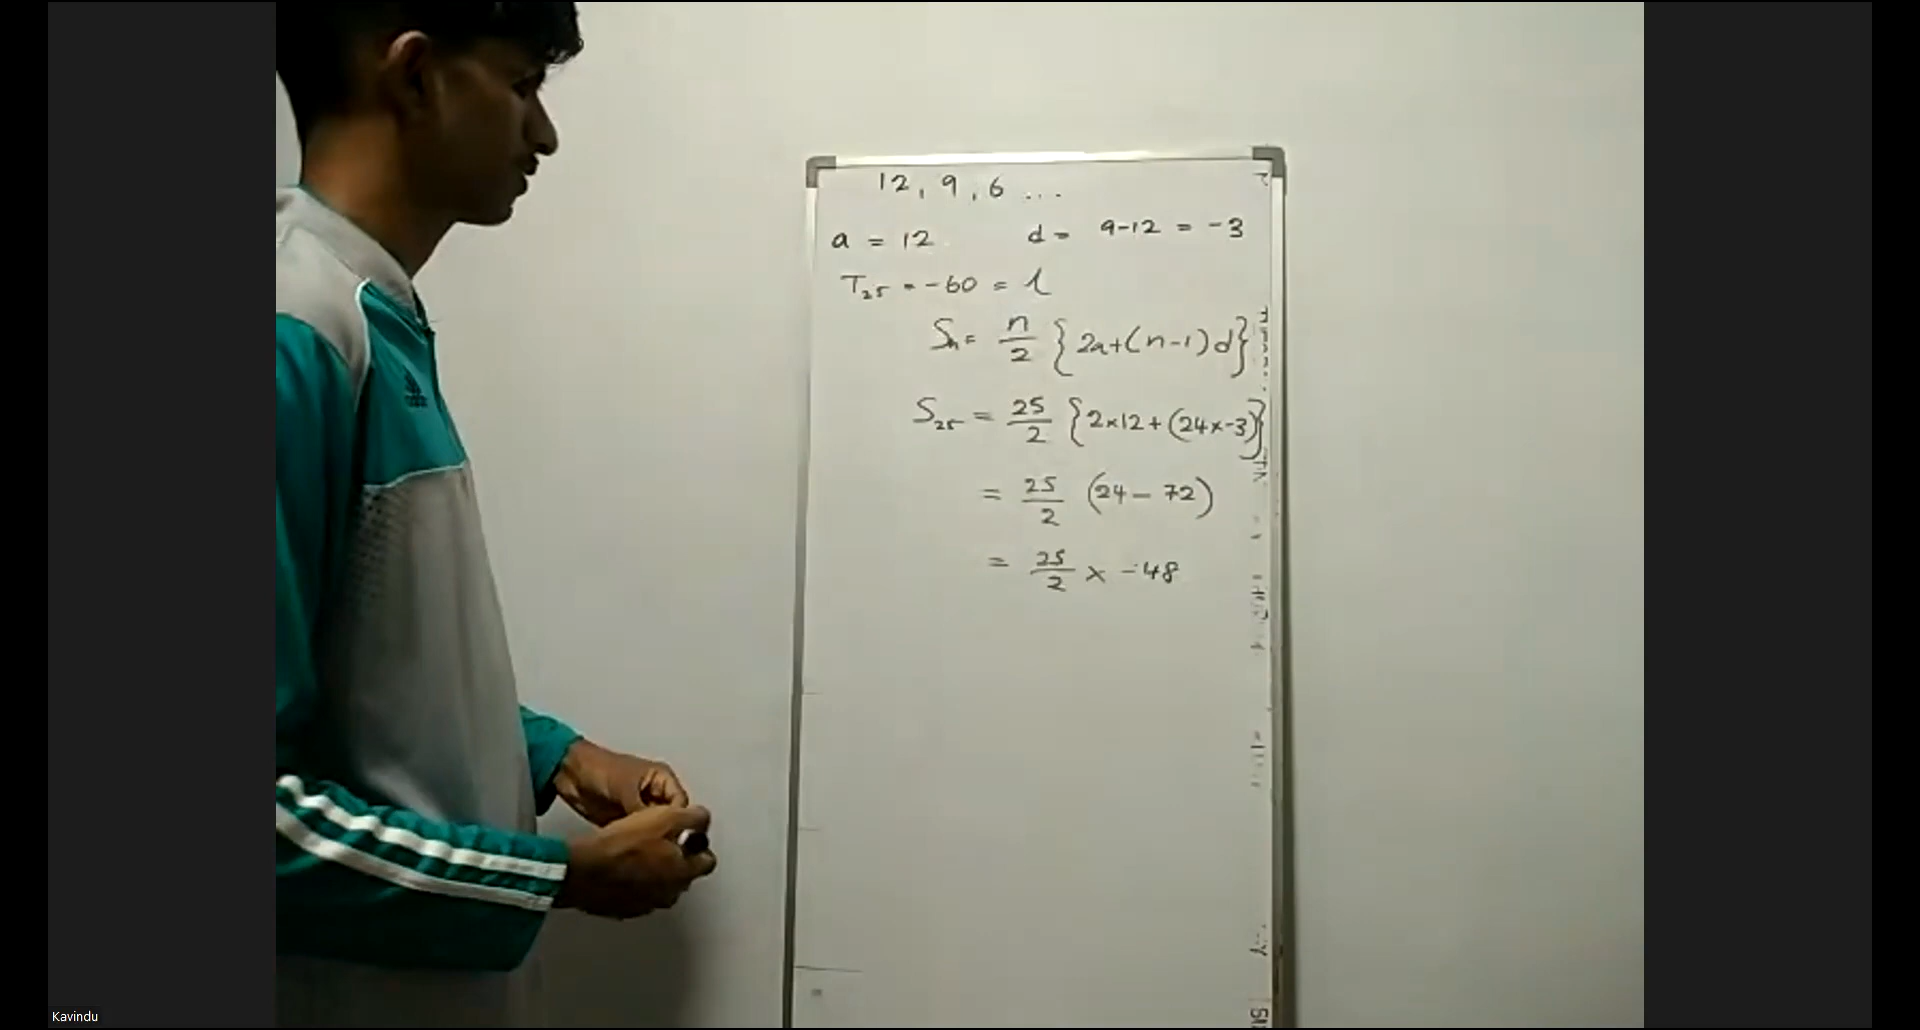 12, 9, 6 ...
a = 12 d = 9-12 = -3
T₂₅ = -60 = l
Sₙ = n/2 {2a+(n-1)d}
S₂₅ = 25/2 {2×12+(24×-3)}
= 25/2 (24-72)
= 25/2 × -48
Kavindu